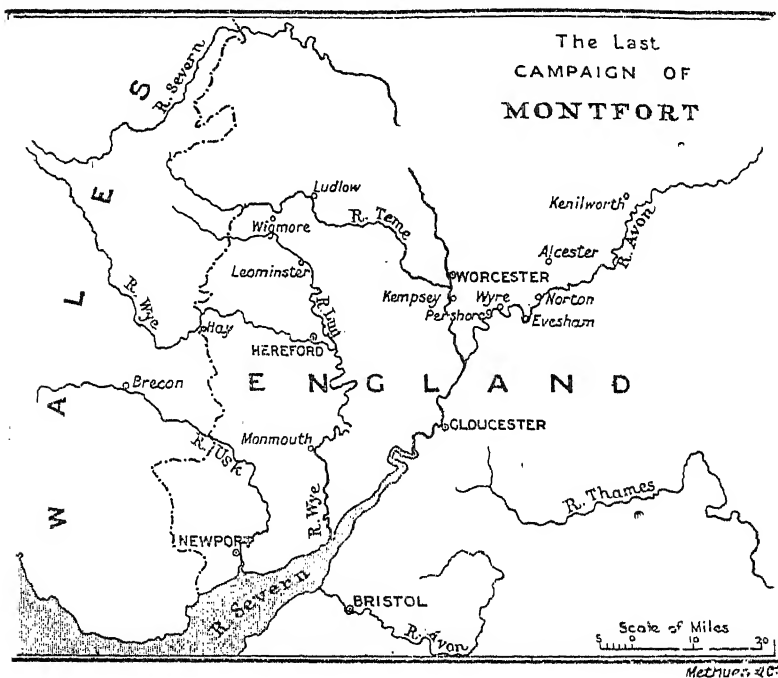 The Last
CAMPAIGN OF
MONTFORT
R. Severn
W A L E S
Ludlow
R. Teme
Kenilworth
R. Avon
Alcester
Wigmore
Leominster
R. Lug
WORCESTER
Kempsey
Wyre
Norton
Pershore
Evesham
R. Wye
Hay
HEREFORD
ENGLAND
Brecon
R. Usk
Monmouth
GLOUCESTER
R. Wye
R. Thames
NEWPORT
R. Severn
BRISTOL
R. Avon
Scale of Miles
5 0 10 30
Methuen &Co.